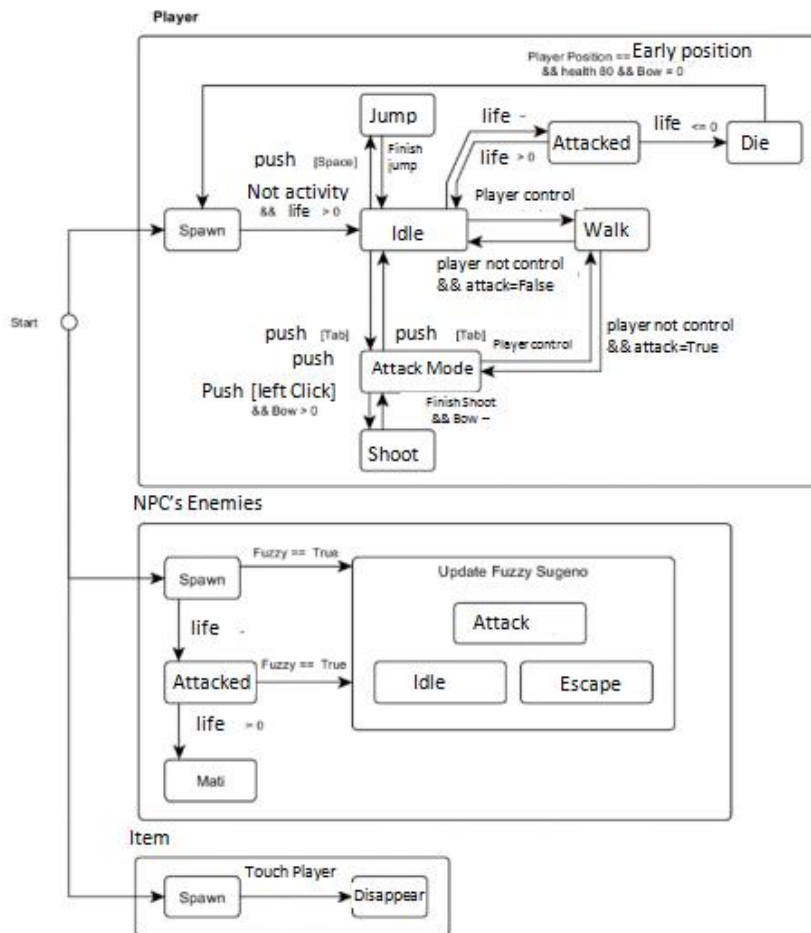 Player
Player Position == Early position
&& health 80 && Bow = 0
Jump
life -
Attacked
life <= 0
Die
push [Space]
Finish
jump
life > 0
Not activity
&& life > 0
Player control
Spawn
Idle
Walk
player not control
&& attack=False
Start
push [Tab]
push
push [Tab]
Player control
player not control
&& attack=True
Attack Mode
Push [left Click]
&& Bow > 0
Finish Shoot
&& Bow --
Shoot
NPC's Enemies
Fuzzy == True
Spawn
Update Fuzzy Sugeno
life -
Attack
Attacked
Fuzzy == True
Idle
Escape
life = 0
Mati
Item
Touch Player
Spawn
Disappear